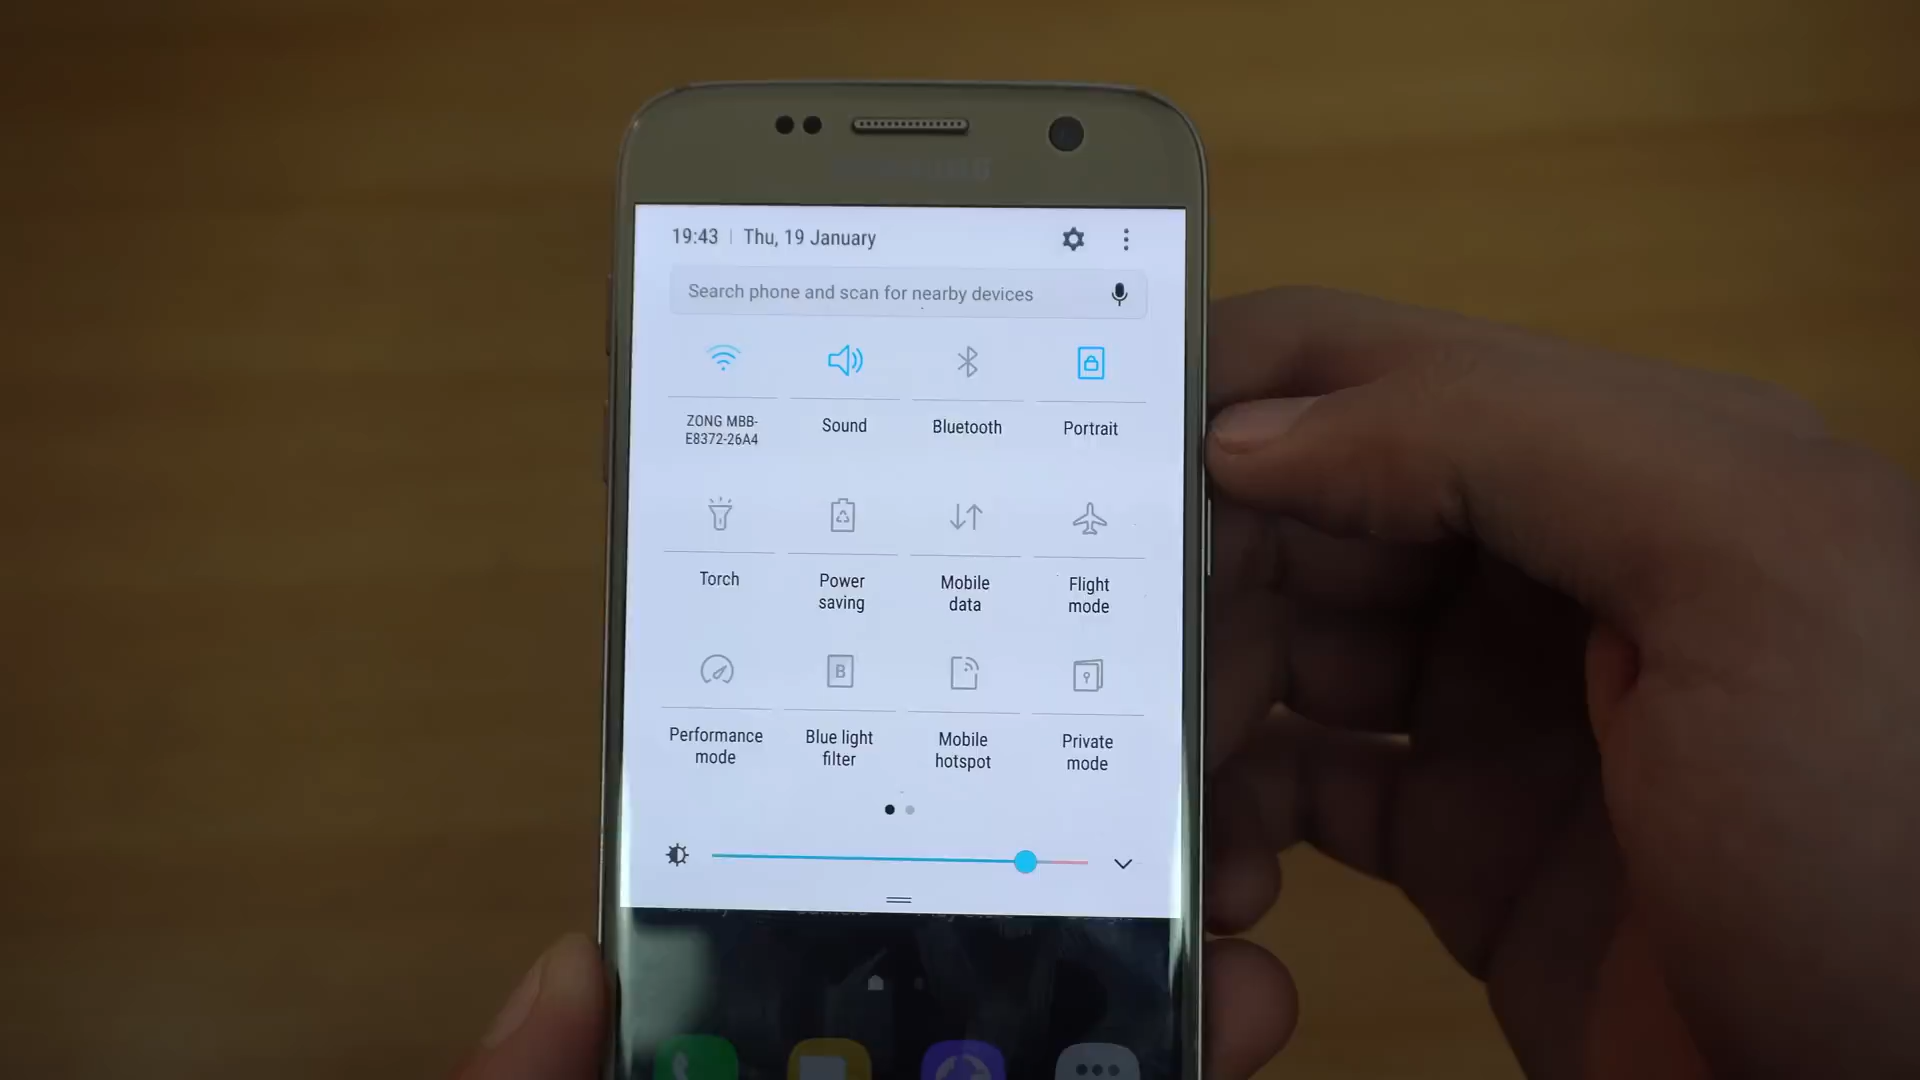 19:43 | Thu, 19 January
Search phone and scan for nearby devices
ZONG MBB-
E8372-26A4
Sound
Bluetooth
Portrait
Torch
Power
saving
Mobile
data
Flight
mode
Performance
mode
B
Blue light
filter
Mobile
hotspot
Private
mode